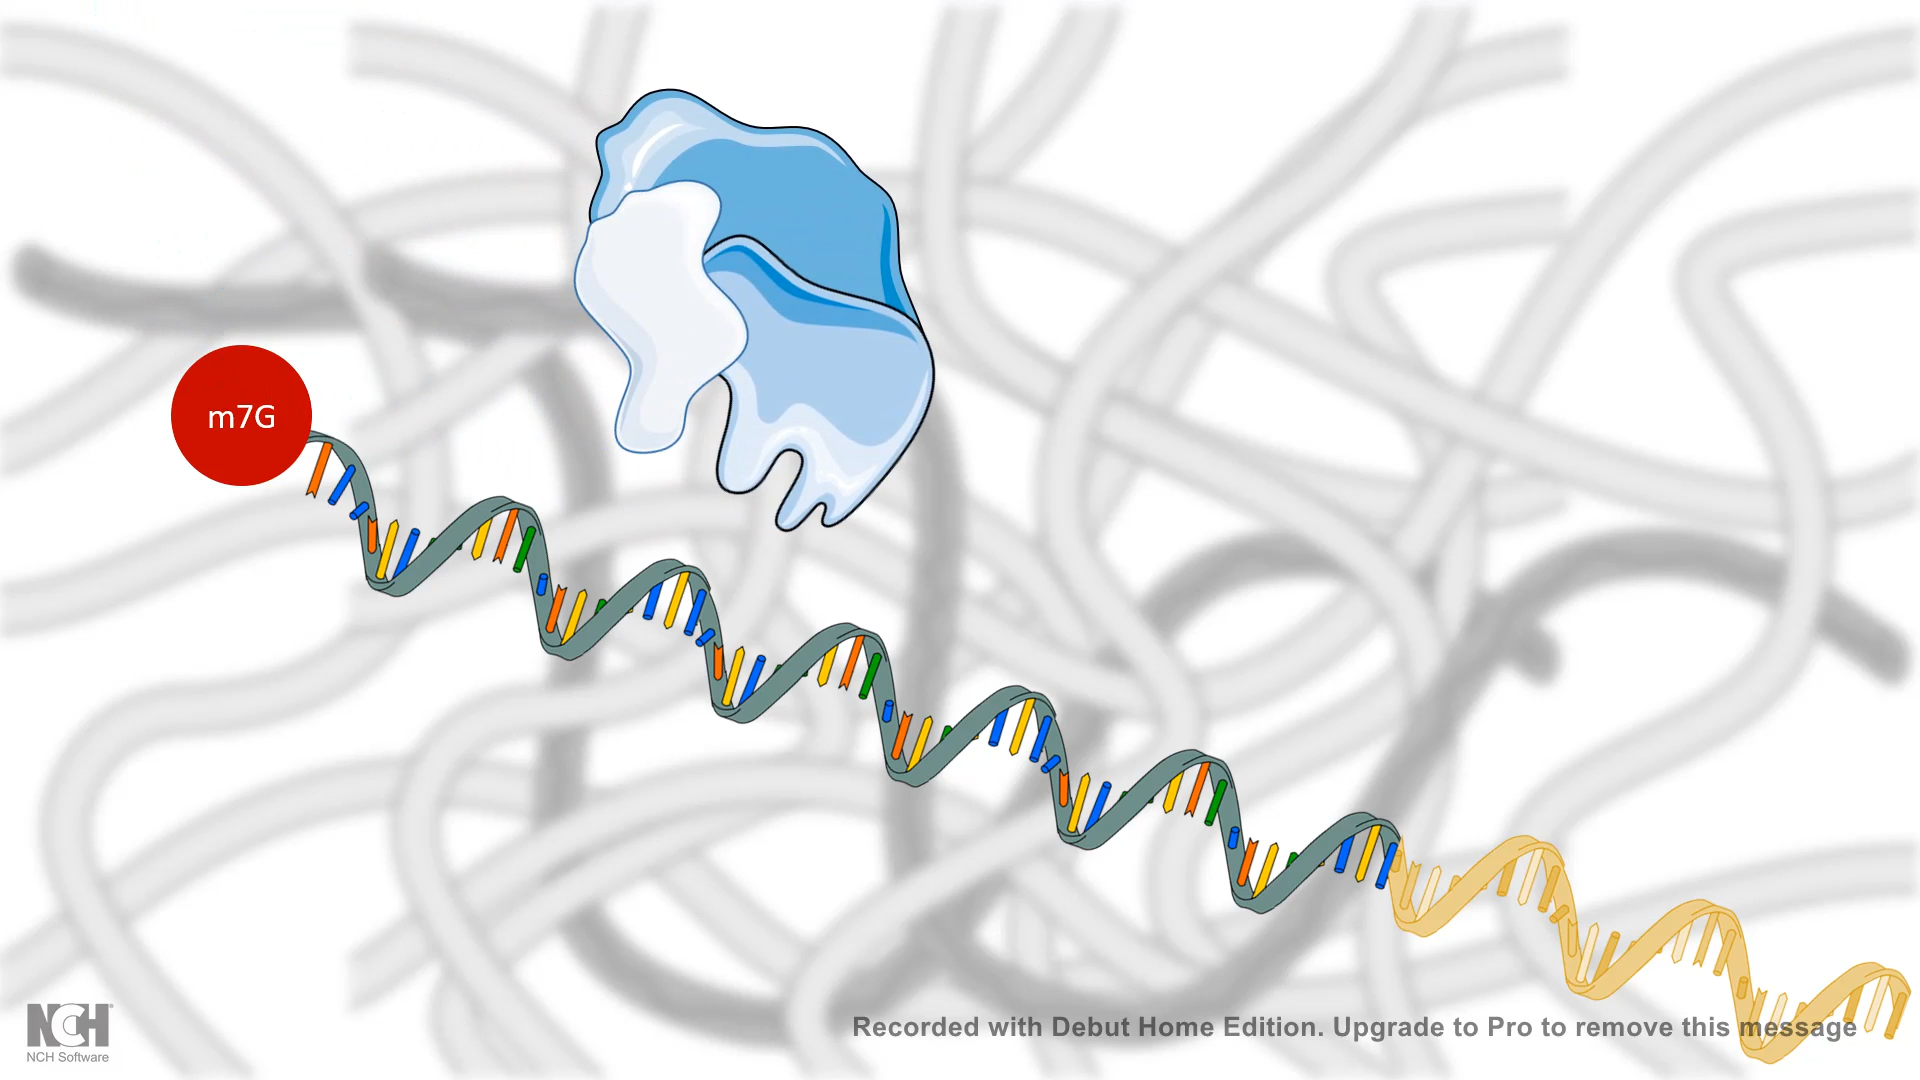 m7G
NCH®
NCH Software
Recorded with Debut Home Edition. Upgrade to Pro to remove this message